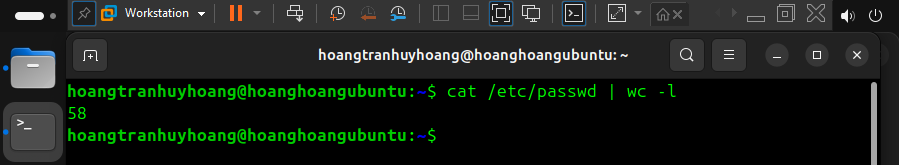 Workstation
hoangtranhuyhoang@hoanghoangubuntu: ~
hoangtranhuyhoang@hoanghoangubuntu:~$ cat /etc/passwd | wc -l
58
hoangtranhuyhoang@hoanghoangubuntu:~$